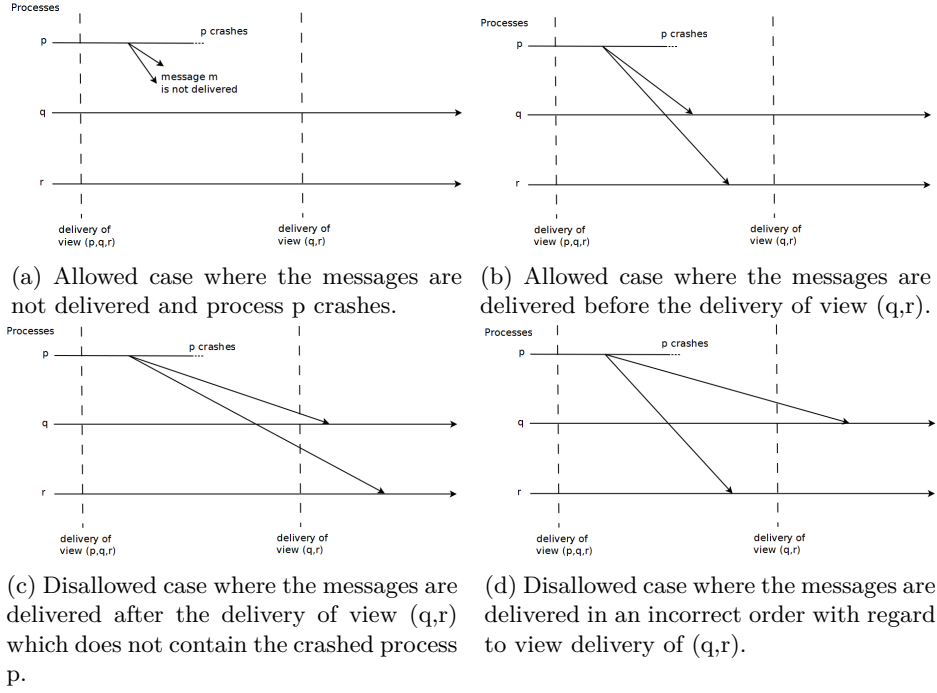 Processes
p
p crashes
message m
is not delivered
q
r
delivery of
view (p,q,r)
delivery of
view (q,r)
(a) Allowed case where the messages are
not delivered and process p crashes.
Processes
p
p crashes
q
r
delivery of
view (p,q,r)
delivery of
view (q,r)
(b) Allowed case where the messages are
delivered before the delivery of view (q,r).
Processes
p
p crashes
q
r
delivery of
view (p,q,r)
delivery of
view (q,r)
(c) Disallowed case where the messages are
delivered after the delivery of view (q,r)
which does not contain the crashed process
p.
Processes
p
p crashes
q
r
delivery of
view (p,q,r)
delivery of
view (q,r)
(d) Disallowed case where the messages are
delivered in an incorrect order with regard
to view delivery of (q,r).